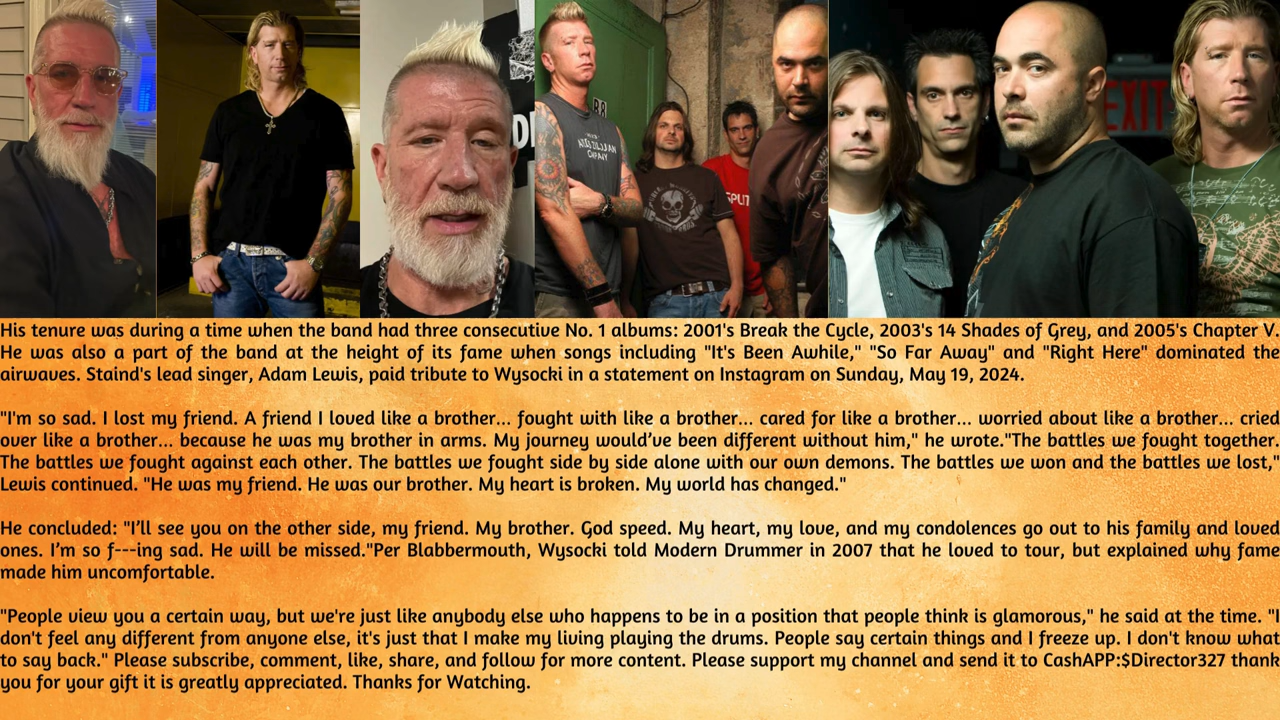 B8
EXIT
His tenure was during a time when the band had three consecutive No. 1 albums: 2001's Break the Cycle, 2003's 14 Shades of Grey, and 2005's Chapter V.
He was also a part of the band at the height of its fame when songs including "It's Been Awhile," "So Far Away" and "Right Here" dominated the
airwaves. Staind's lead singer, Adam Lewis, paid tribute to Wysocki in a statement on Instagram on Sunday, May 19, 2024.
"I'm so sad. I lost my friend. A friend I loved like a brother... fought with like a brother... cared for like a brother... worried about like a brother... cried
over like a brother... because he was my brother in arms. My journey would’ve been different without him," he wrote."The battles we fought together.
The battles we fought against each other. The battles we fought side by side alone with our own demons. The battles we won and the battles we lost,"
Lewis continued. "He was my friend. He was our brother. My heart is broken. My world has changed."
He concluded: "I’ll see you on the other side, my friend. My brother. God speed. My heart, my love, and my condolences go out to his family and loved
ones. I’m so f---ing sad. He will be missed."Per Blabbermouth, Wysocki told Modern Drummer in 2007 that he loved to tour, but explained why fame
made him uncomfortable.
"People view you a certain way, but we're just like anybody else who happens to be in a position that people think is glamorous," he said at the time. "I
don't feel any different from anyone else, it's just that I make my living playing the drums. People say certain things and I freeze up. I don't know what
to say back." Please subscribe, comment, like, share, and follow for more content. Please support my channel and send it to CashAPP:$Director327 thank
you for your gift it is greatly appreciated. Thanks for Watching.